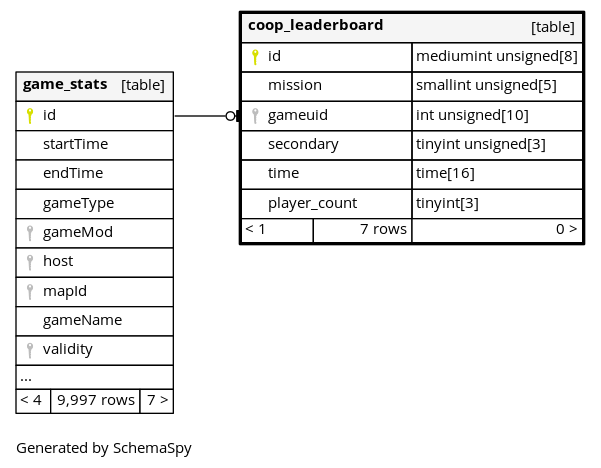 game_stats [table]
id
startTime
endTime
gameType
gameMod
host
mapId
gameName
validity
...
< 4 9,997 rows 7 >
coop_leaderboard [table]
id mediumint unsigned[8]
mission smallint unsigned[5]
gameuid int unsigned[10]
secondary tinyint unsigned[3]
time time[16]
player_count tinyint[3]
< 1 7 rows 0 >
Generated by SchemaSpy